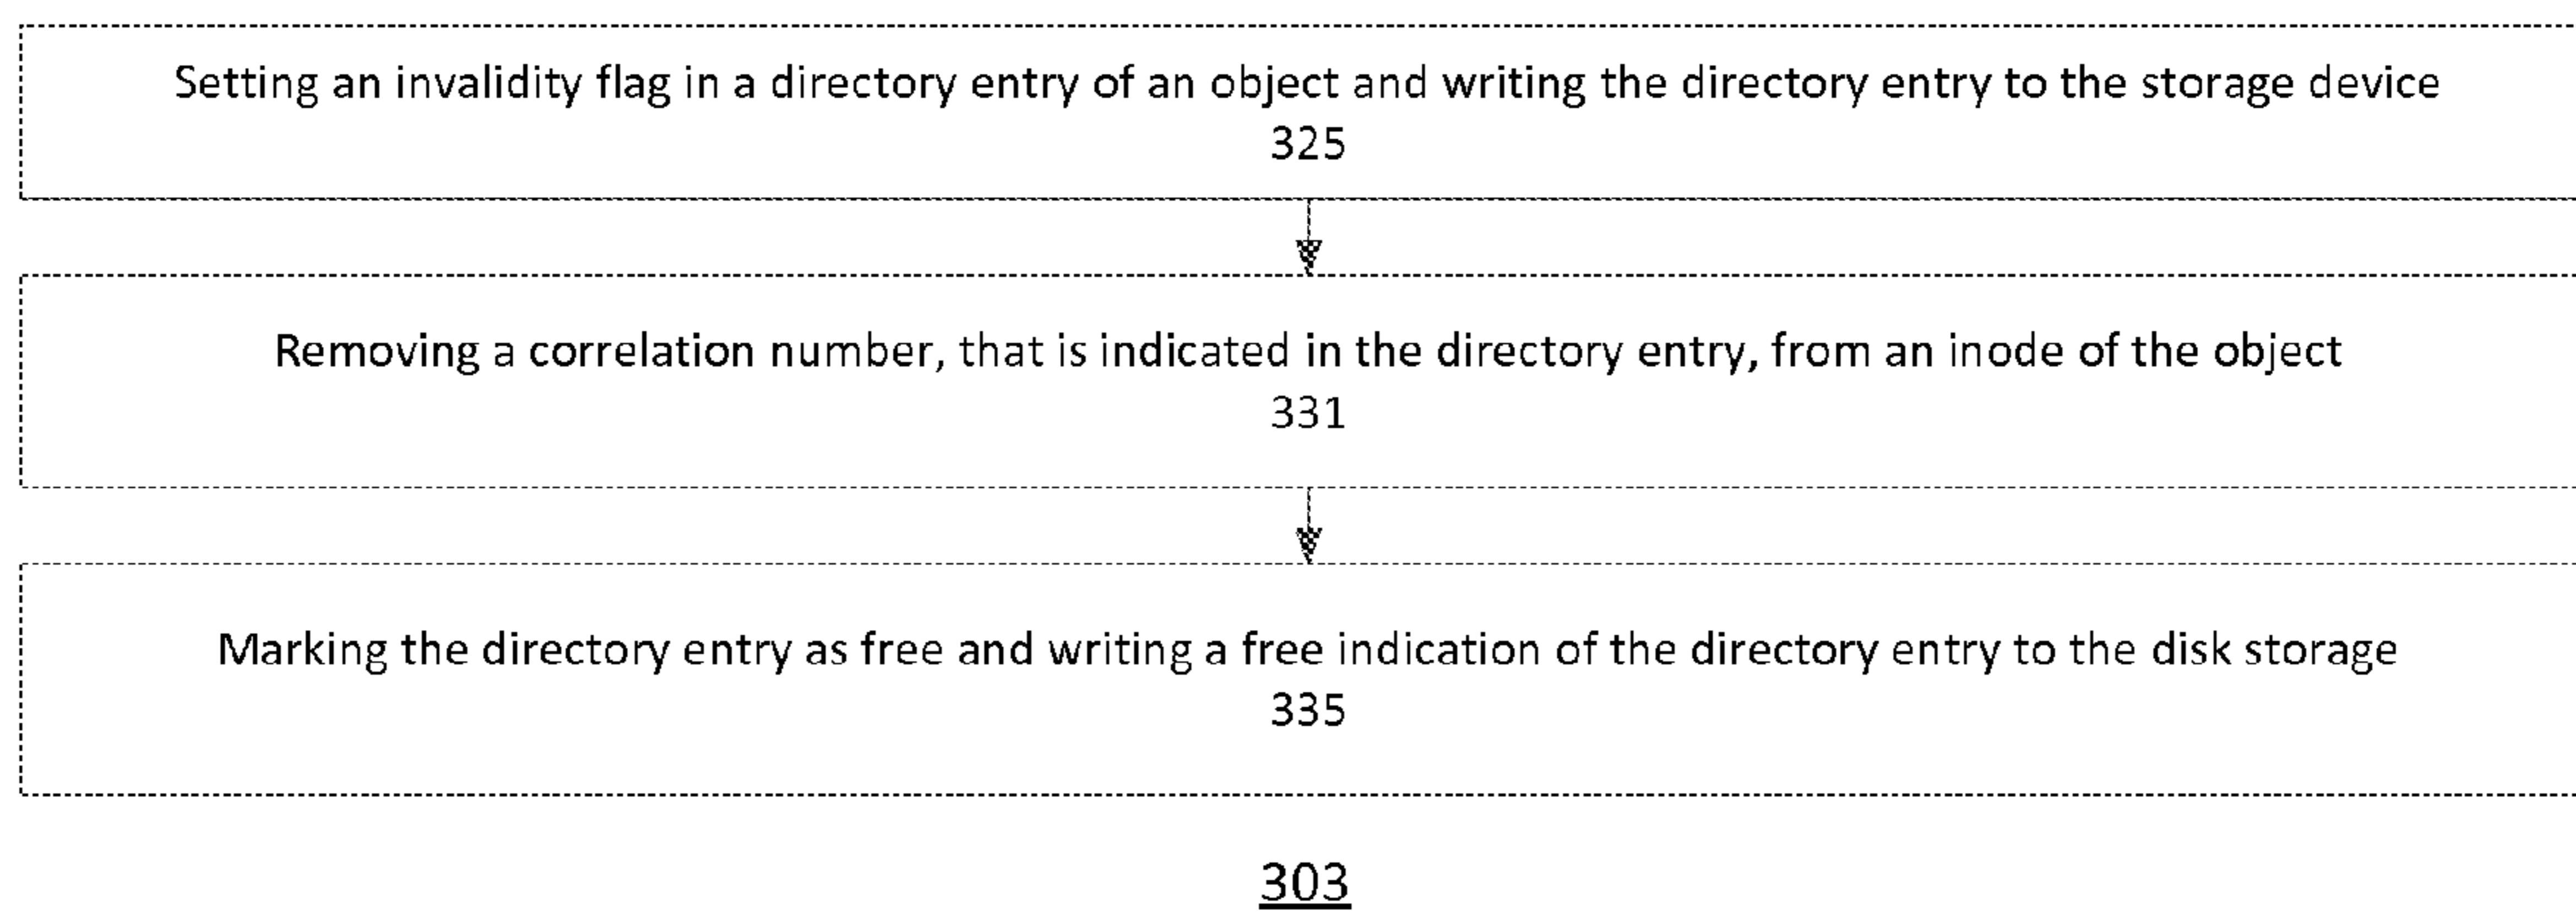 Setting an invalidity flag in a directory entry of an object and writing the directory entry to the storage device
325
Removing a correlation number, that is indicated in the directory entry, from an inode of the object
331
Marking the directory entry as free and writing a free indication of the directory entry to the disk storage
335
303